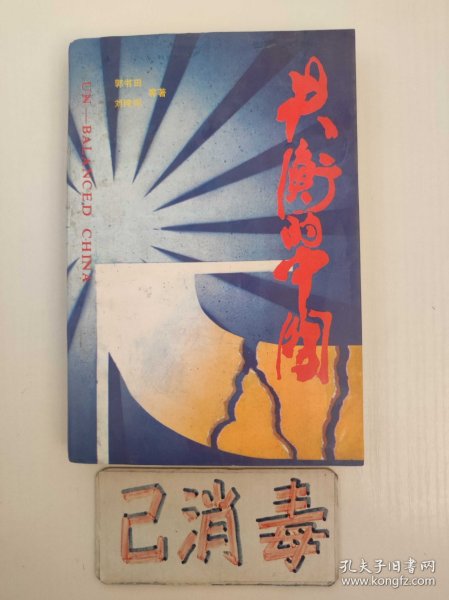 失衡的中国
郭书田
刘纯彬
等著
UN—BALANCED CHINA
己消毒
孔夫子旧书网
www.kongfz.com